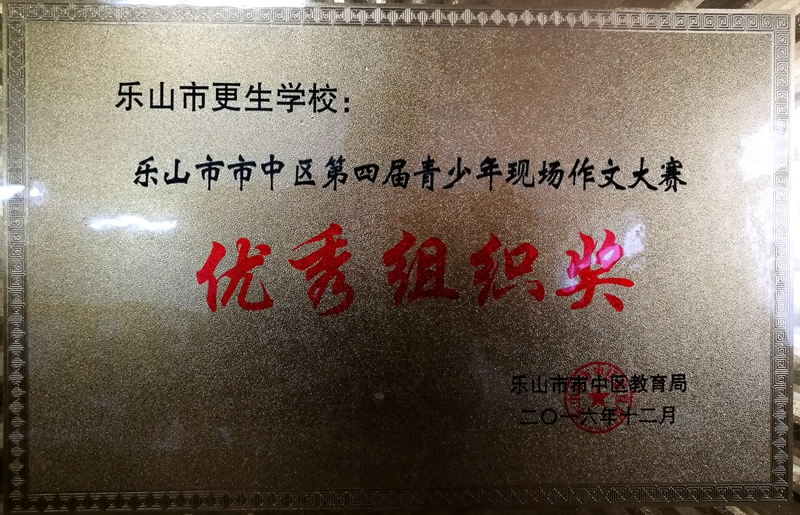 乐山市更生学校：
乐山市市中区第四届青少年现场作文大赛
优秀组织奖
乐山市市中区教育局
二〇一六年十二月